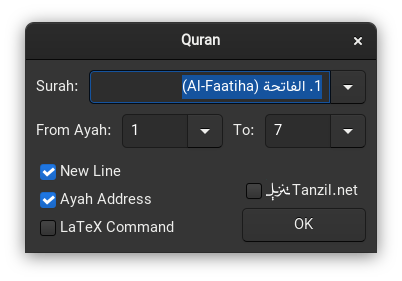 Quran
Surah: 1. الفاتحة (Al-Faatiha)
From Ayah: 1 To: 7
New Line
Ayah Address
تنزیل Tanzil.net
LaTeX Command
OK